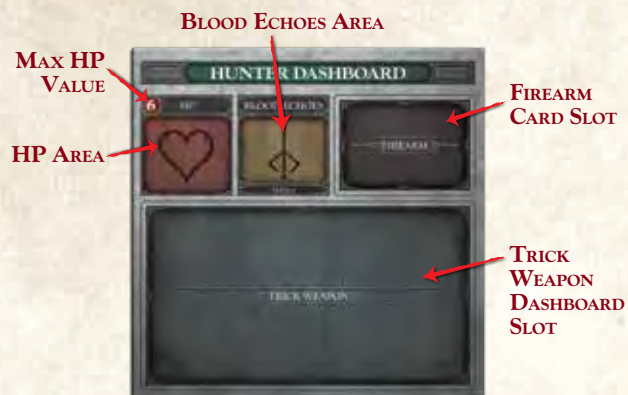 BLOOD ECHOES AREA
MAX HP
VALUE
HUNTER DASHBOARD
6
HP
BLOOD ECHOES
FIREARM
CARD SLOT
HP AREA
FIREARM
TRICK
WEAPON
DASHBOARD
SLOT
TRICK WEAPON